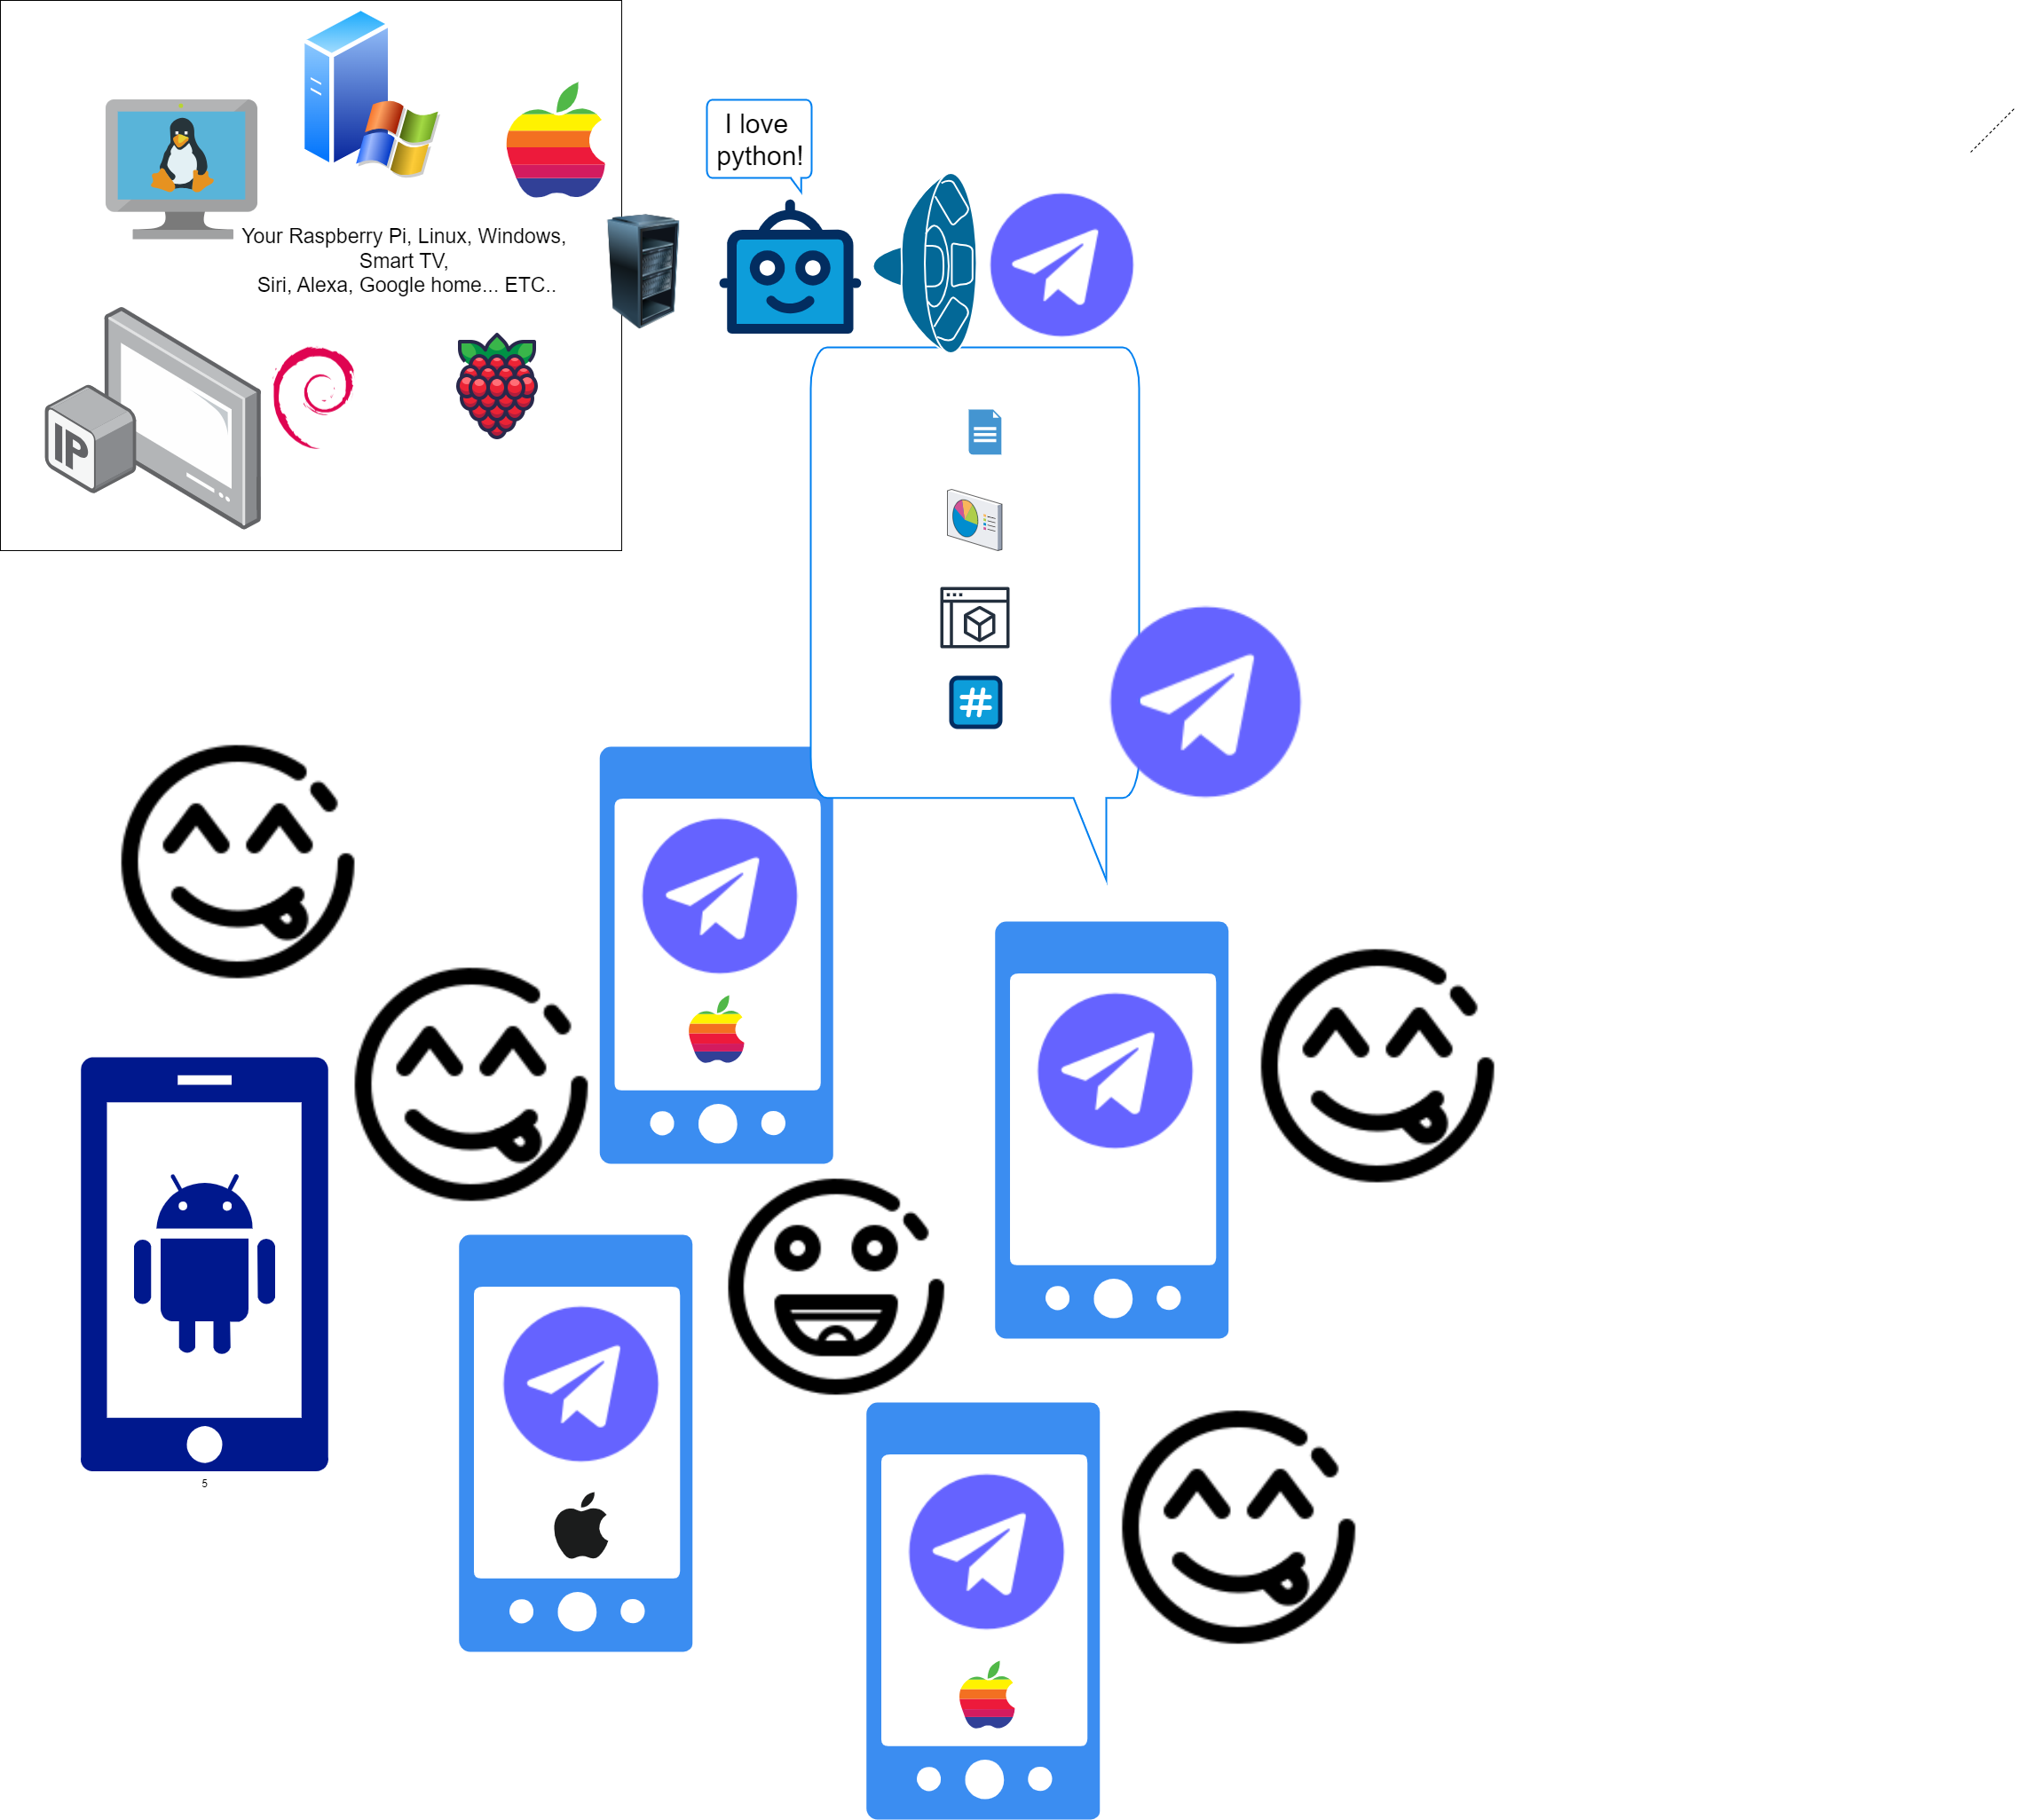 I love
python!
Your Raspberry Pi, Linux, Windows,
Smart TV,
Siri, Alexa, Google home... ETC..
IP
#
5